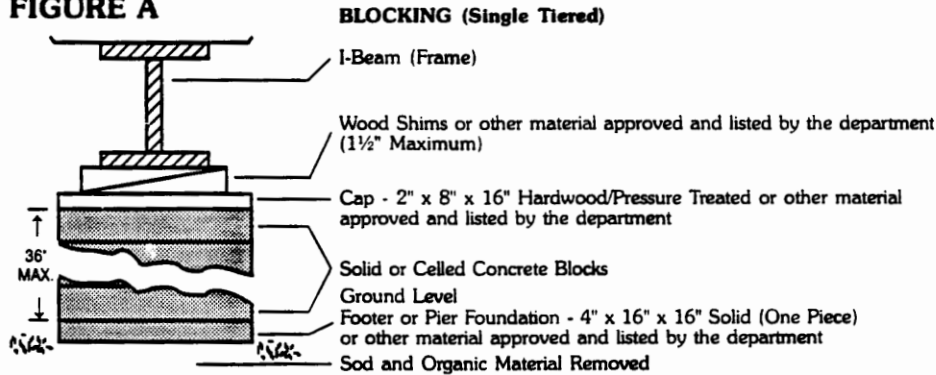 FIGURE A
BLOCKING (Single Tiered)
I-Beam (Frame)
Wood Shims or other material approved and listed by the department
(1½" Maximum)
Cap - 2" x 8" x 16" Hardwood/Pressure Treated or other material
approved and listed by the department
36"
MAX.
Solid or Celled Concrete Blocks
Ground Level
Footer or Pier Foundation - 4" x 16" x 16" Solid (One Piece)
or other material approved and listed by the department
Sod and Organic Material Removed